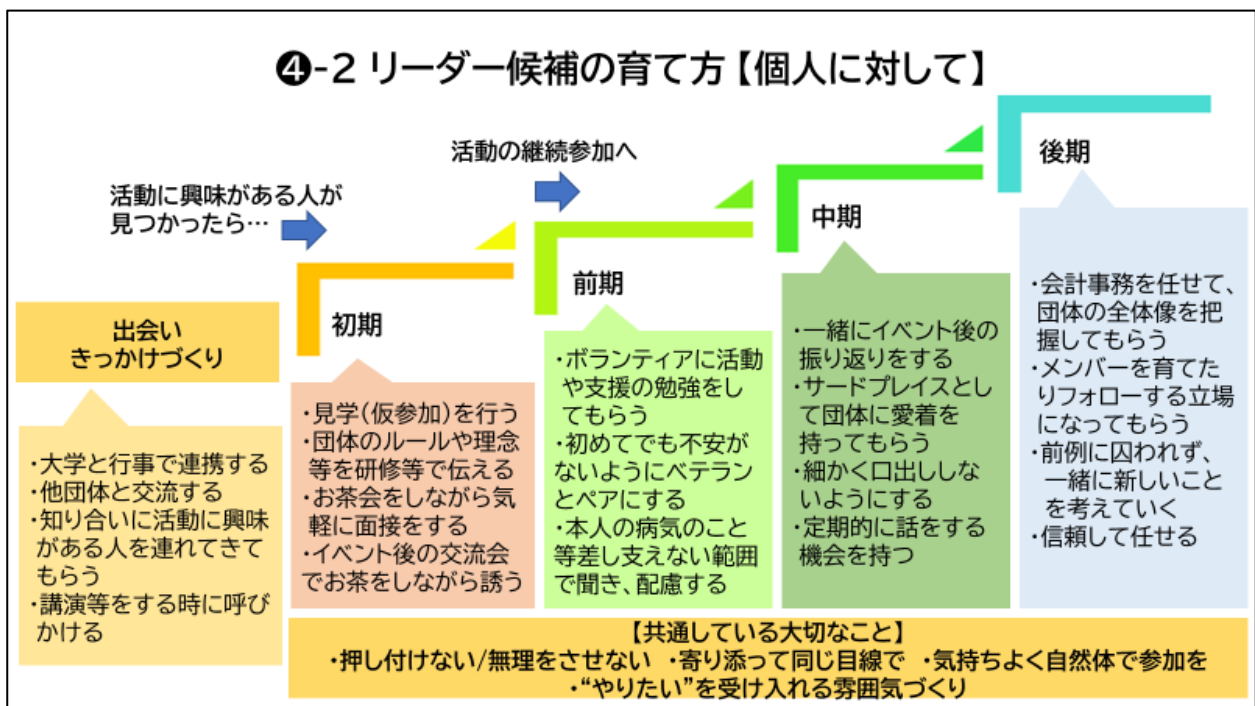 ❹-2 リーダー候補の育て方【個人に対して】
活動に興味がある人が
見つかったら…
活動の継続参加へ
出会い
きっかけづくり
・大学と行事で連携する
・他団体と交流する
・知り合いに活動に興味
がある人を連れてきて
もらう
・講演等をする時に呼び
かける
初期
・見学(仮参加)を行う
・団体のルールや理念
等を研修等で伝える
・お茶会をしながら気
軽に面接をする
・イベント後の交流会
でお茶をしながら誘う
前期
・ボランティアに活動
や支援の勉強をし
てもらう
・初めてでも不安が
ないようにベテラン
とペアにする
・本人の病気のこと
等差し支えない範囲
で聞き、配慮する
中期
・一緒にイベント後の
振り返りをする
・サードプレイスとし
て団体に愛着を
持ってもらう
・細かく口出ししな
いようにする
・定期的に話をする
機会を持つ
後期
・会計事務を任せて、
団体の全体像を把
握してもらう
・メンバーを育てた
りフォローする立場
になってもらう
・前例に囚われず、
一緒に新しいこと
を考えていく
・信頼して任せる
【共通している大切なこと】
・押し付けない/無理をさせない ・寄り添って同じ目線で ・気持ちよく自然体で参加を
・“やりたい”を受け入れる雰囲気づくり